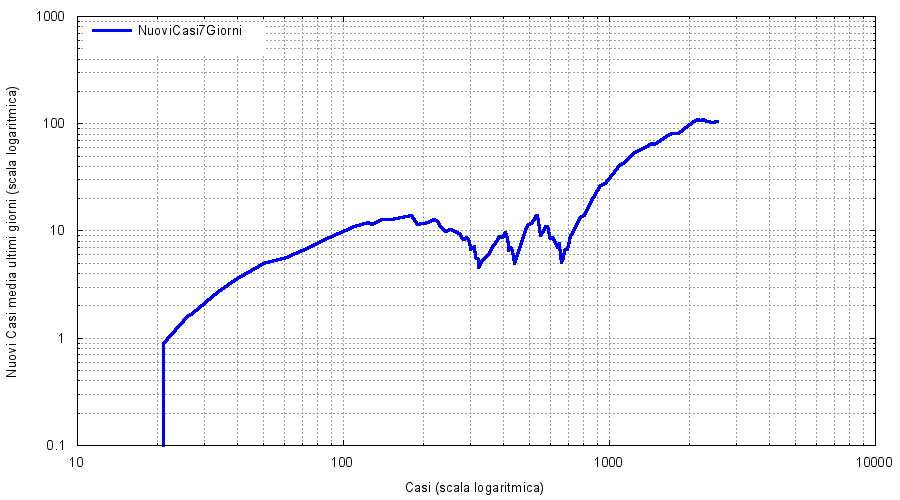 1000
NuoviCasi7Giorni
100
10
1
0.1
Nuovi Casi media ultimi giorni (scala logaritmica)
10 100 1000 10000
Casi (scala logaritmica)